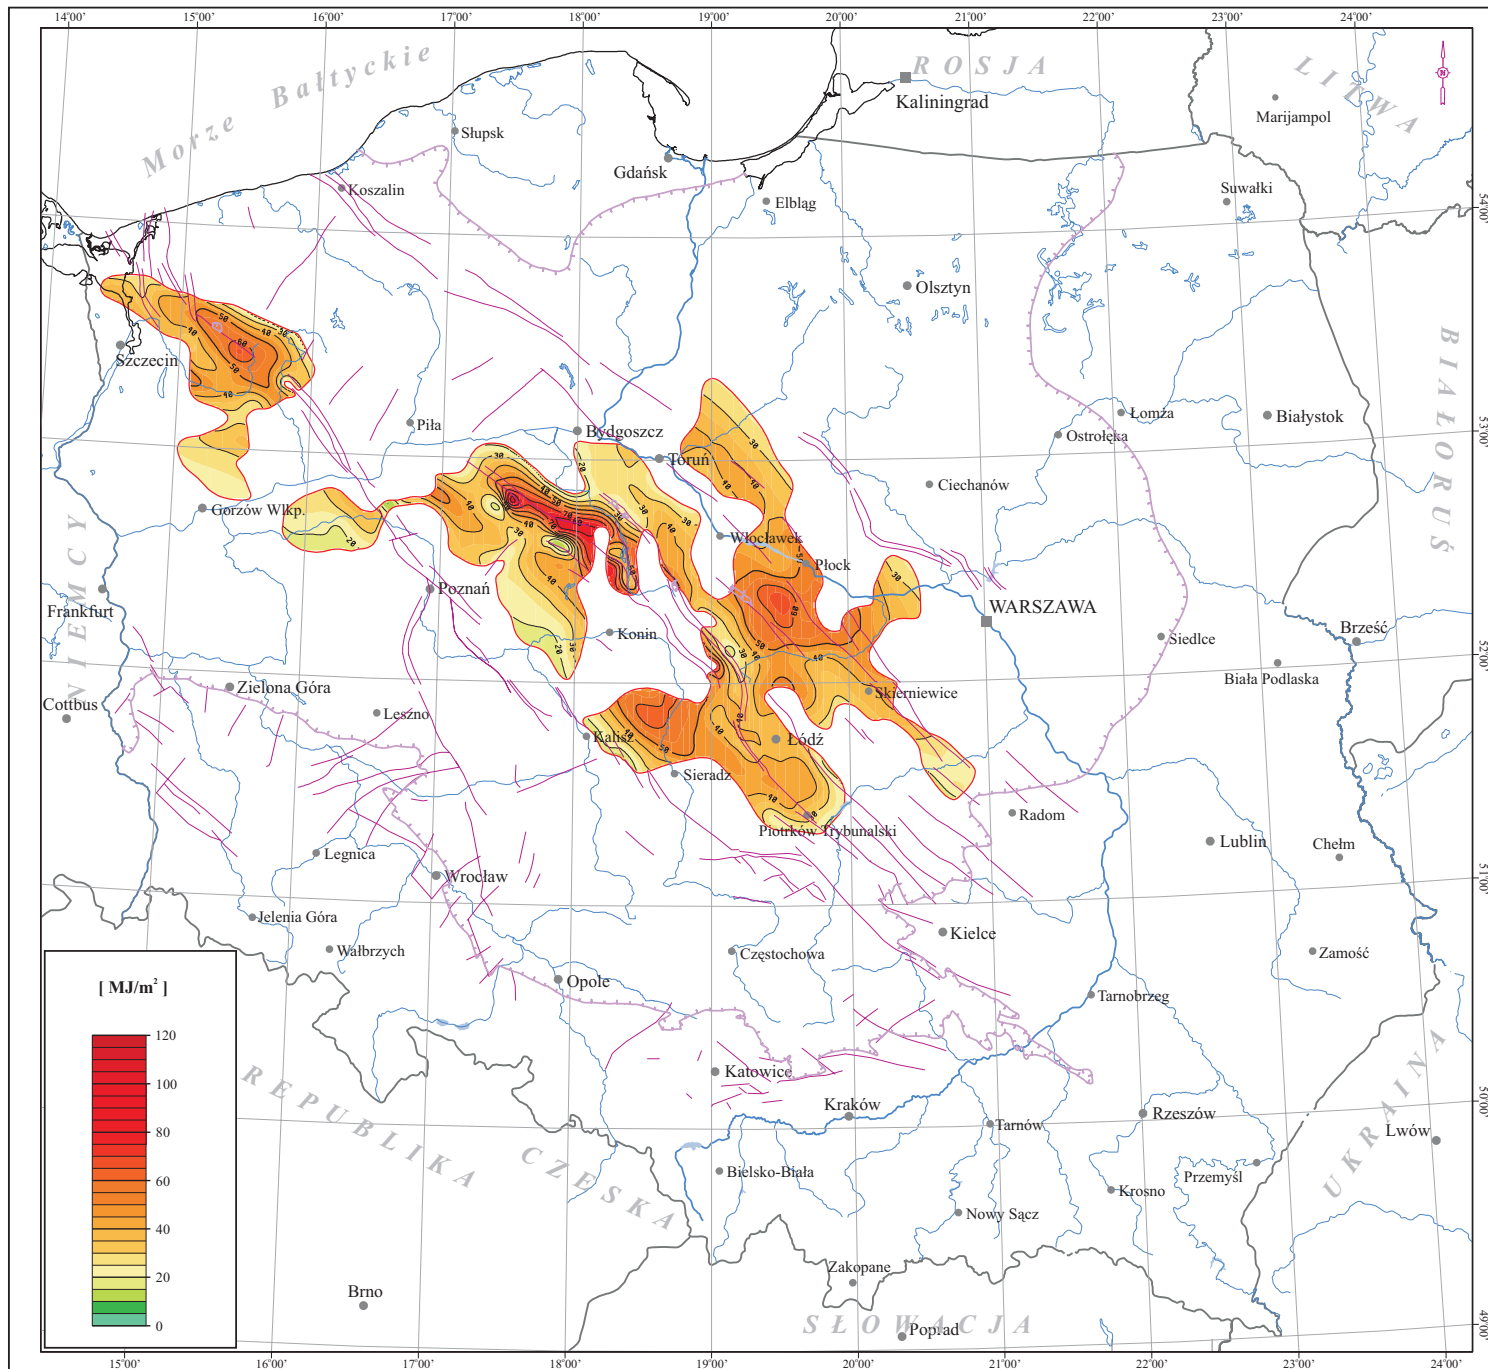 14°00' 15°00' 16°00' 17°00' 18°00' 19°00' 20°00' 21°00' 22°00' 23°00' 24°00'
Morze Bałtyckie
ROSJA
LITWA
N
Kaliningrad
Marijampol
Słupsk
Gdańsk
Koszalin
Elbląg
Suwałki
54°00'
Olsztyn
Szczecin
BIAŁORUŚ
Piła
Bydgoszcz
Łomża
Białystok
Ostrołęka
53°00'
Toruń
Ciechanów
Gorzów Wlkp.
Włocławek
Płock
NIEMCY
Frankfurt
Poznań
WARSZAWA
Konin
Siedlce
Brześć
52°00'
Biała Podlaska
Zielona Góra
Skierniewice
Cottbus
Leszno
Kalisz
Łódź
Sieradz
Radom
Piotrków Trybunalski
Lublin
Chełm
Legnica
Wrocław
51°00'
Jelenia Góra
Kielce
Wałbrzych
Częstochowa
Zamość
Opole
Tarnobrzeg
[ MJ/m² ]
120
100
80
60
40
20
0
Katowice
REPUBLIKA CZESKA
UKRAINA
Kraków
Rzeszów
50°00'
Tarnów
Lwów
Bielsko-Biała
Przemyśl
Krosno
Nowy Sącz
Zakopane
Brno
SŁOWACJA
Poprad
49°00'
15°00' 16°00' 17°00' 18°00' 19°00' 20°00' 21°00' 22°00' 23°00' 24°00'